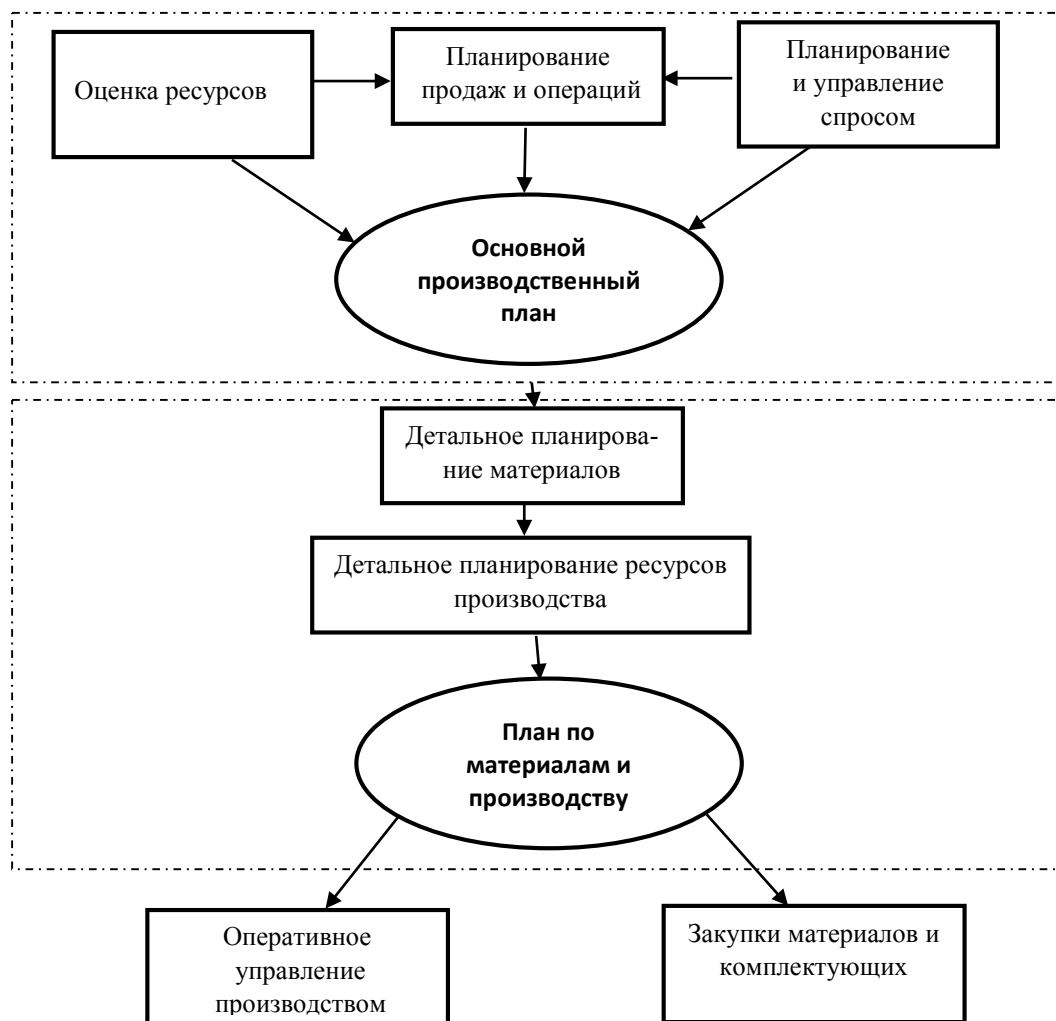 Оценка ресурсов
Планирование
продаж и операций
Планирование
и управление
спросом
Основной
производственный
план
Детальное планирова-
ние материалов
Детальное планирование ресурсов
производства
План по
материалам и
производству
Оперативное
управление
производством
Закупки материалов и
комплектующих